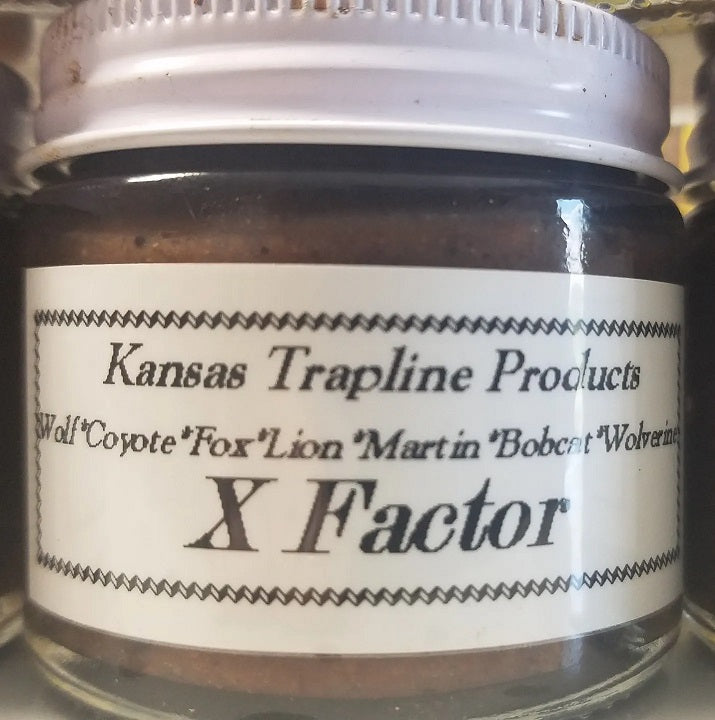 Kansas Trapline Products
Wolf*Coyote*Fox*Lion*Martin*Bobcat*Wolverine
X Factor